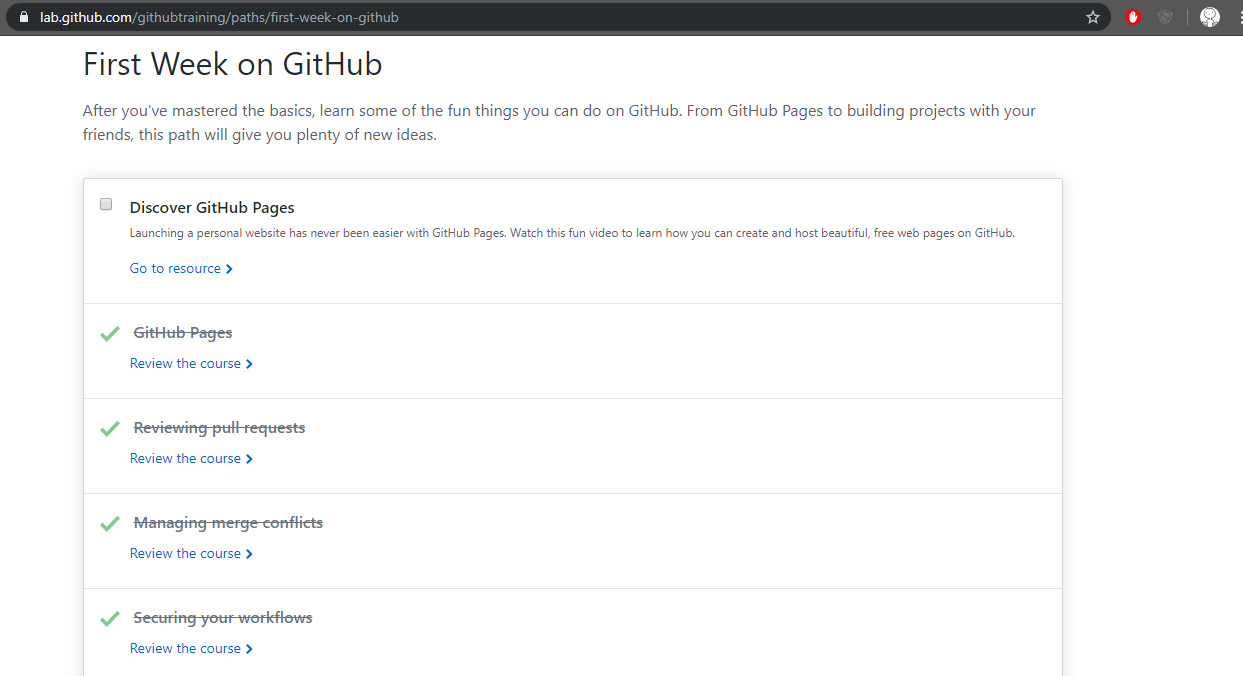 lab.github.com/githubtraining/paths/first-week-on-github
First Week on GitHub
After you've mastered the basics, learn some of the fun things you can do on GitHub. From GitHub Pages to building projects with your
friends, this path will give you plenty of new ideas.
Discover GitHub Pages
Launching a personal website has never been easier with GitHub Pages. Watch this fun video to learn how you can create and host beautiful, free web pages on GitHub.
Go to resource
GitHub Pages
Review the course
Reviewing pull requests
Review the course
Managing merge conflicts
Review the course
Securing your workflows
Review the course